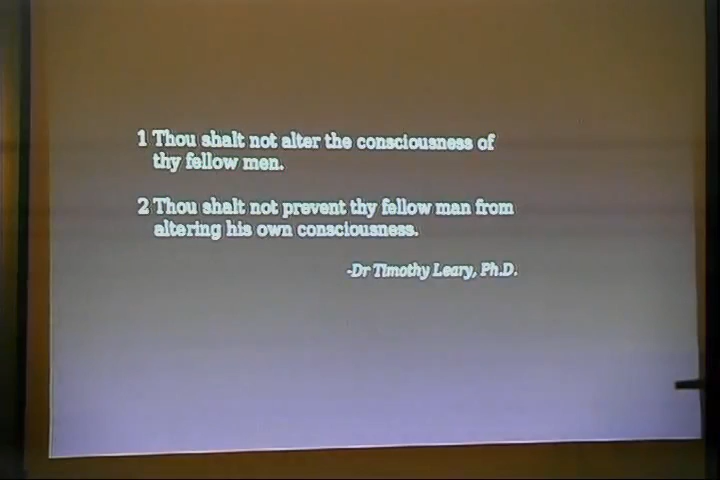 1 Thou shalt not alter the consciousness of
thy fellow men.
2 Thou shalt not prevent thy fellow man from
altering his own consciousness.
-Dr Timothy Leary, Ph.D.